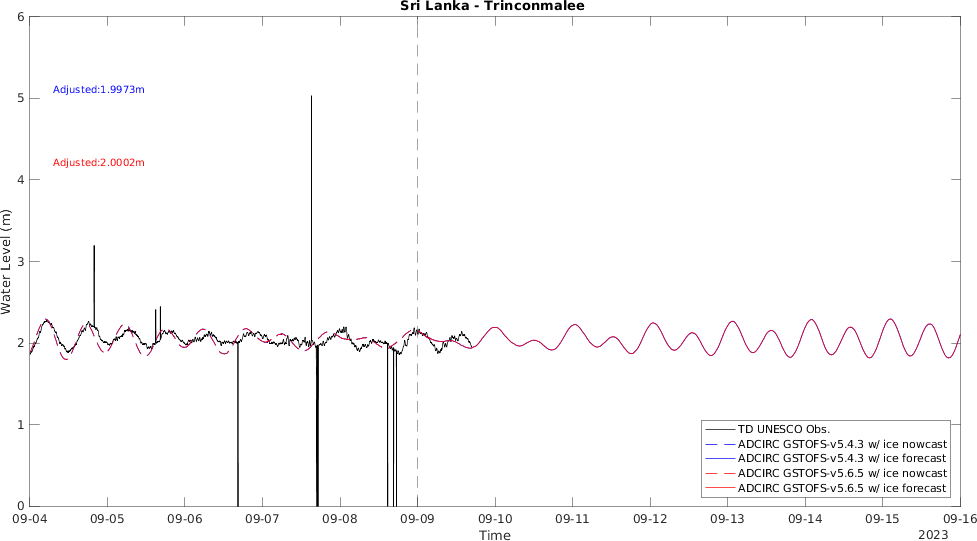 Sri Lanka - Trinconmalee
6
5
4
3
2
1
0
Water Level (m)
Adjusted:1.9973m
Adjusted:2.0002m
TD UNESCO Obs.
ADCIRC GSTOFS-v5.4.3 w/ ice nowcast
ADCIRC GSTOFS-v5.4.3 w/ ice forecast
ADCIRC GSTOFS-v5.6.5 w/ ice nowcast
ADCIRC GSTOFS-v5.6.5 w/ ice forecast
09-04 09-05 09-06 09-07 09-08 09-09 09-10 09-11 09-12 09-13 09-14 09-15 09-16
Time
2023